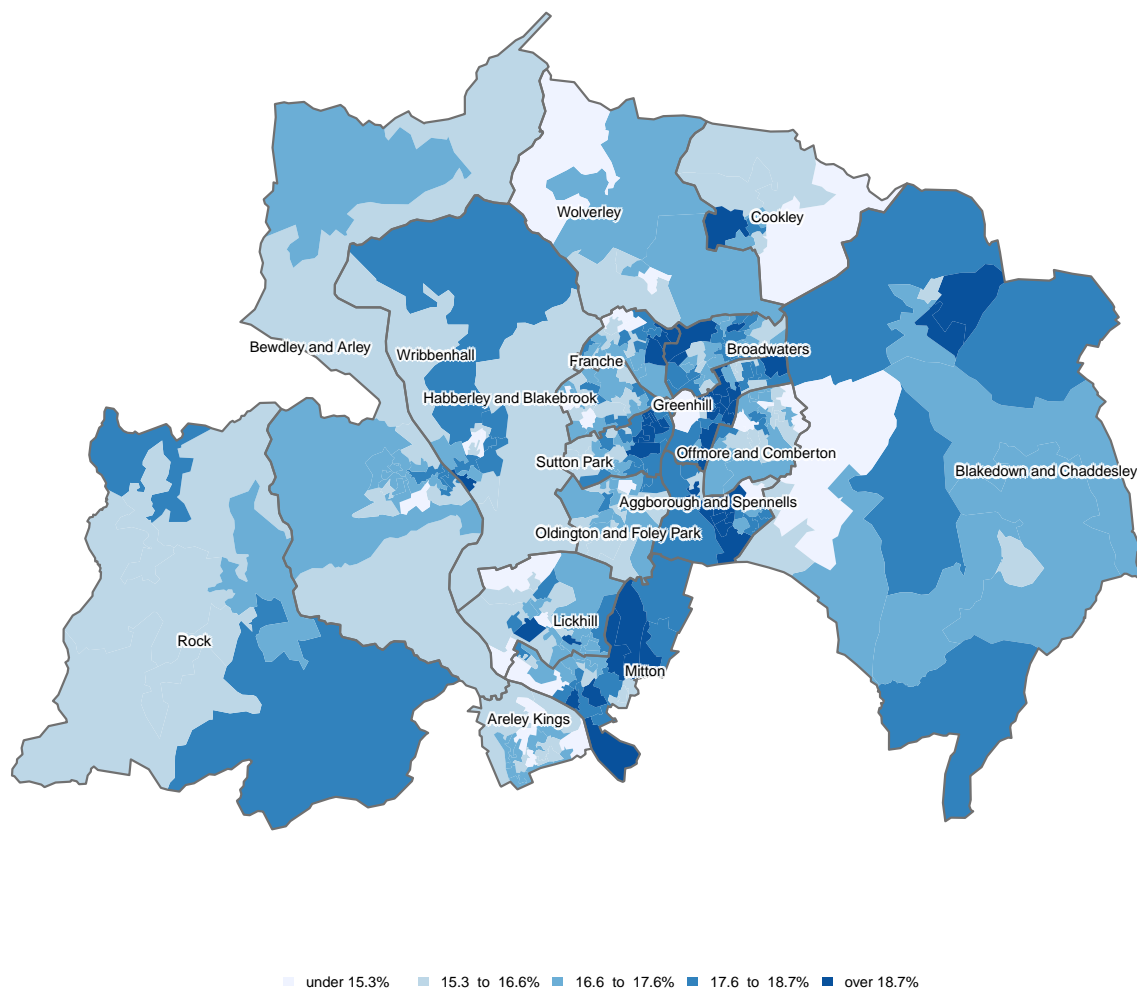 Wolverley
Cookley
Bewdley and Arley
Wribbenhall
Franche
Broadwaters
Habberley and Blakebrook
Greenhill
Sutton Park
Offmore and Comberton
Blakedown and Chaddesley
Aggborough and Spennells
Oldington and Foley Park
Lickhill
Rock
Mitton
Areley Kings
under 15.3% 15.3 to 16.6% 16.6 to 17.6% 17.6 to 18.7% over 18.7%